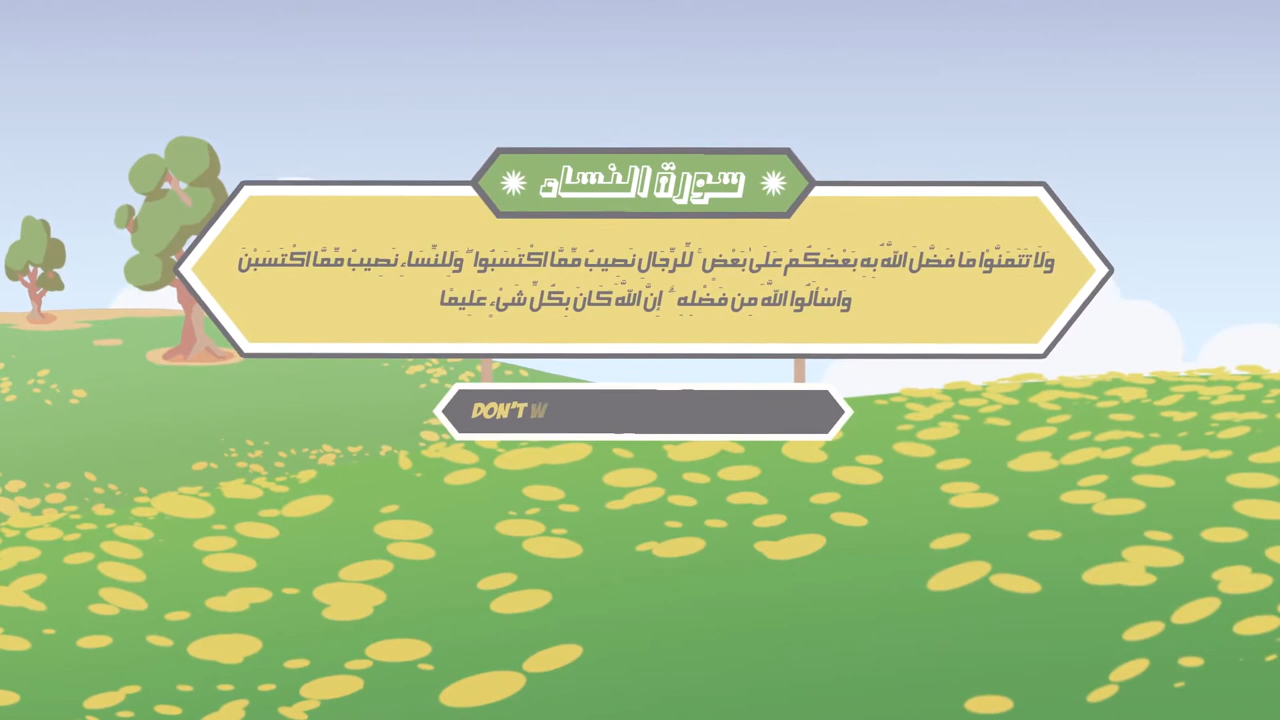 سورة النساء
وَلَا تَتَمَنَّوْا مَا فَضَّلَ اللَّهُ بِهِ بَعْضَكُمْ عَلَىٰ بَعْضٍ ۚ لِّلرِّجَالِ نَصِيبٌ مِّمَّا اكْتَسَبُوا ۖ وَلِلنِّسَاءِ نَصِيبٌ مِّمَّا اكْتَسَبْنَ
وَاسْأَلُوا اللَّهَ مِن فَضْلِهِ ۗ إِنَّ اللَّهَ كَانَ بِكُلِّ شَيْءٍ عَلِيمًا
DON'T W